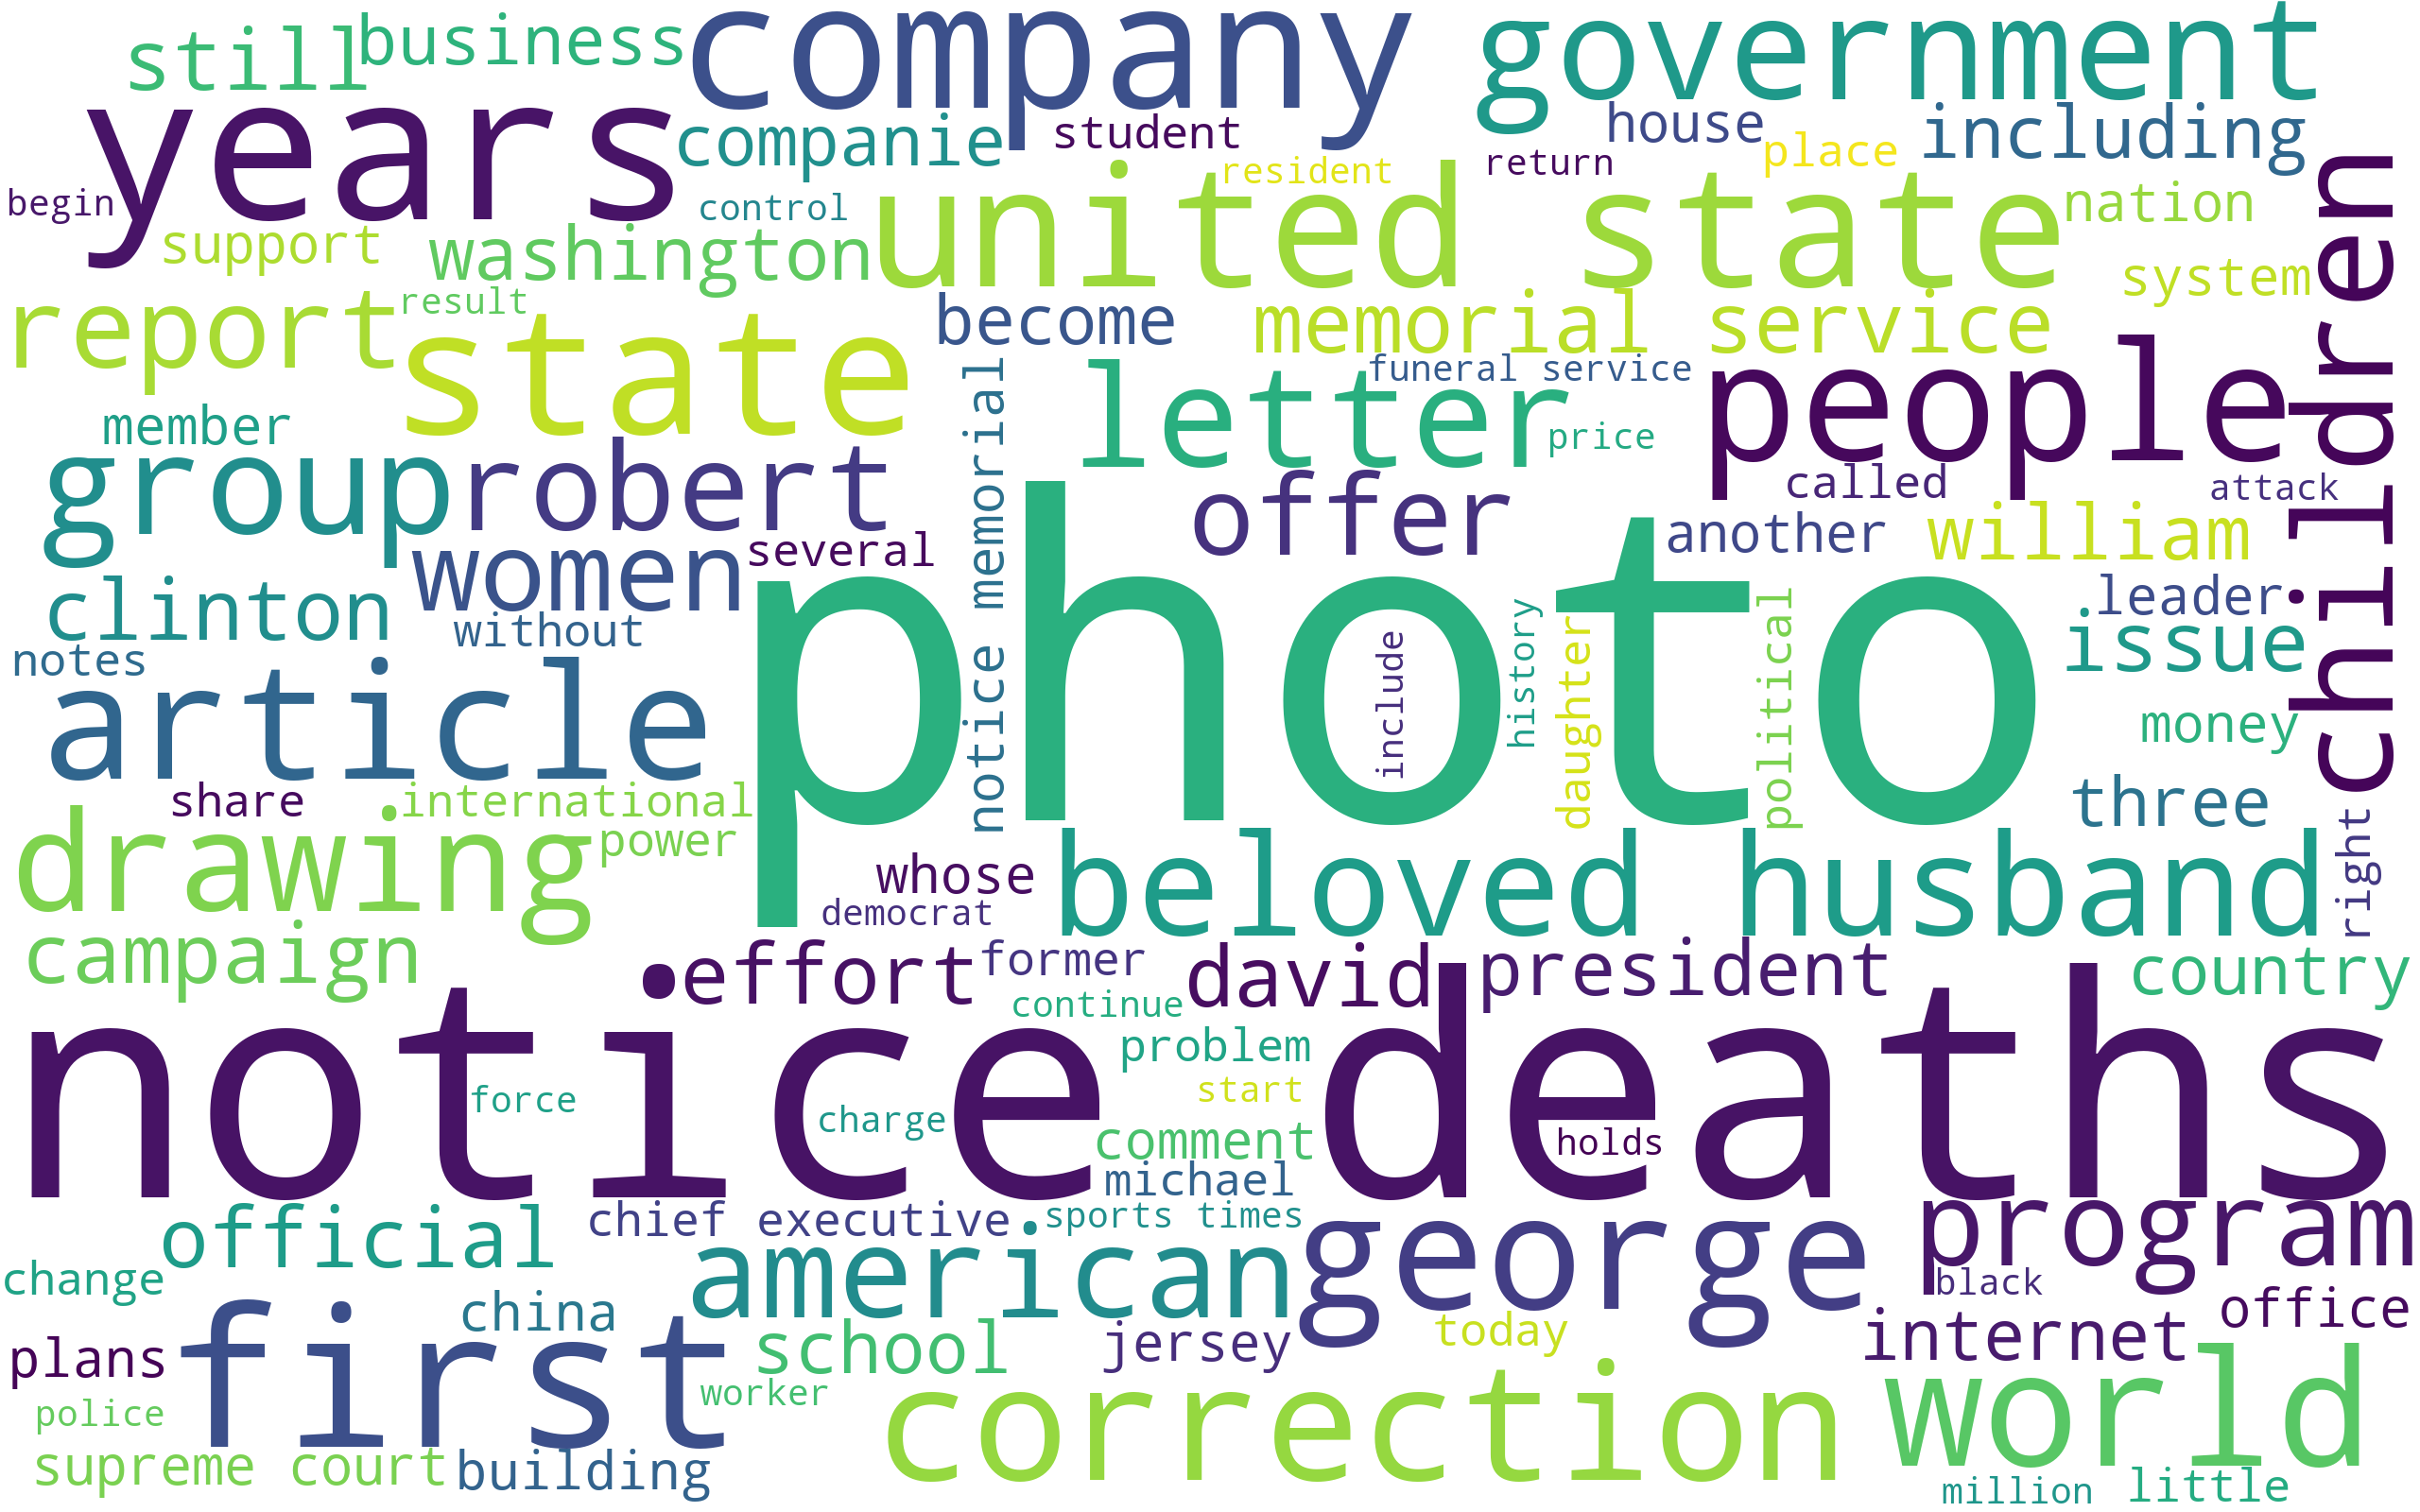 still
business
company
government
years
companie
student
house
place
including
begin
resident
return
control
united state
nation
children
support
washington
system
report
result
state
become
memorial service
funeral service
people
letter
price
member
group
robert
notice memorial
offer
called
attack
women
several
another
william
clinton
without
photo
leader
issue
notes
article
include
history
daughter
political
money
share
international
three
drawing
power
whose
beloved husband
right
democrat
campaign
effort
former
david
president
country
continue
notice deaths
problem
force
start
charge
comment
holds
michael
official
chief executive
sports times
program
change
american
george
black
china
office
first
school
jersey
today
internet
plans
worker
correction
world
police
supreme court
building
million
little